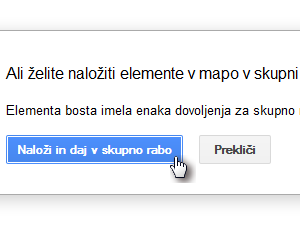 Ali želite naložiti elemente v mapo v skupni
Elementa bosta imela enaka dovoljenja za skupno
Naloži in daj v skupno rabo Prekliči